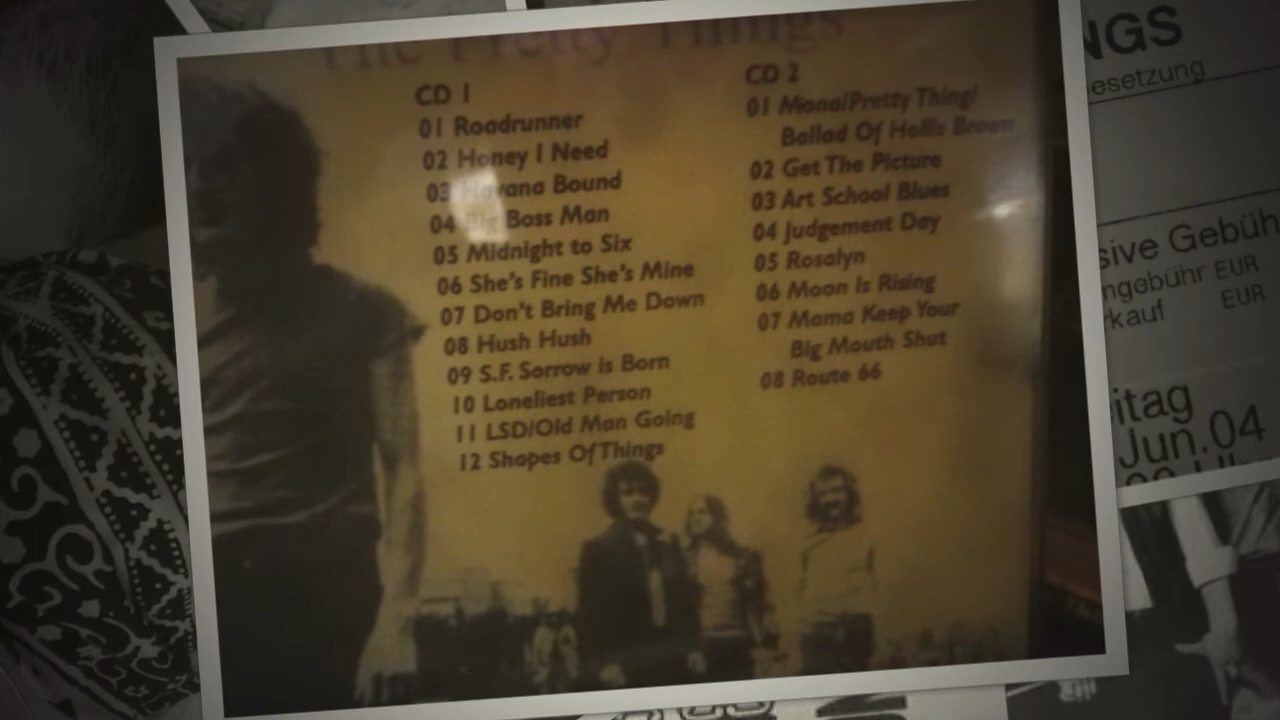 The Pretty Things
CD 1
01 Roadrunner
02 Honey I Need
03 Havana Bound
04 Big Boss Man
05 Midnight to Six
06 She's Fine She's Mine
07 Don't Bring Me Down
08 Hush Hush
09 S.F. Sorrow is Born
10 Loneliest Person
11 LSD/Old Man Going
12 Shapes Of Things
CD 2
01 Mona/Pretty Thing/
Ballad Of Hollis Brown
02 Get The Picture
03 Art School Blues
04 Judgement Day
05 Rosalyn
06 Moon Is Rising
07 Mama Keep Your
Big Mouth Shut
08 Route 66
NGS
esetzung
sive Gebüh
ngebühr EUR
rkauf EUR
itag
Jun.04